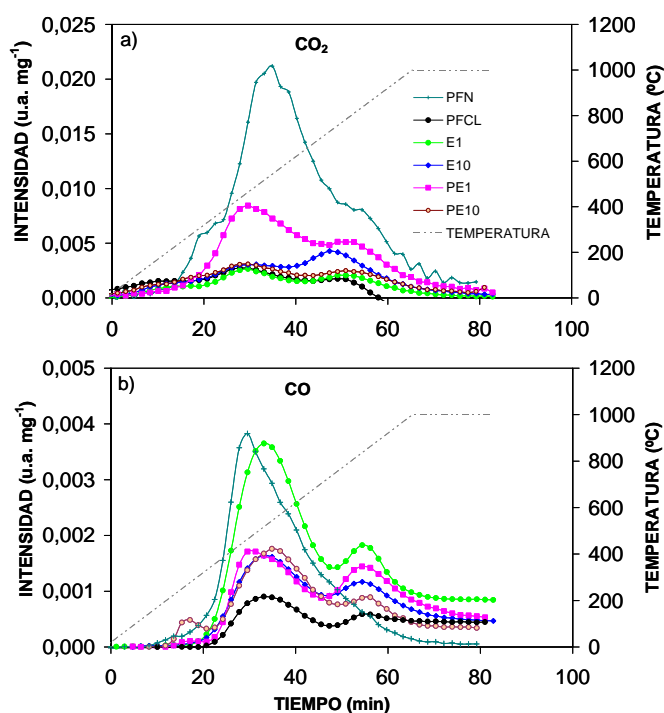 a)
CO₂
INTENSIDAD (u.a. mg⁻¹)
0,025
0,020
0,015
0,010
0,005
0,000
1200
1000
800
600
400
200
0
TEMPERATURA (ºC)
PFN
PFCL
E1
E10
PE1
PE10
TEMPERATURA
0 20 40 60 80 100
b)
CO
INTENSIDAD (u.a. mg⁻¹)
0,005
0,004
0,003
0,002
0,001
0,000
1200
1000
800
600
400
200
0
TEMPERATURA (ºC)
0 20 40 60 80 100
TIEMPO (min)